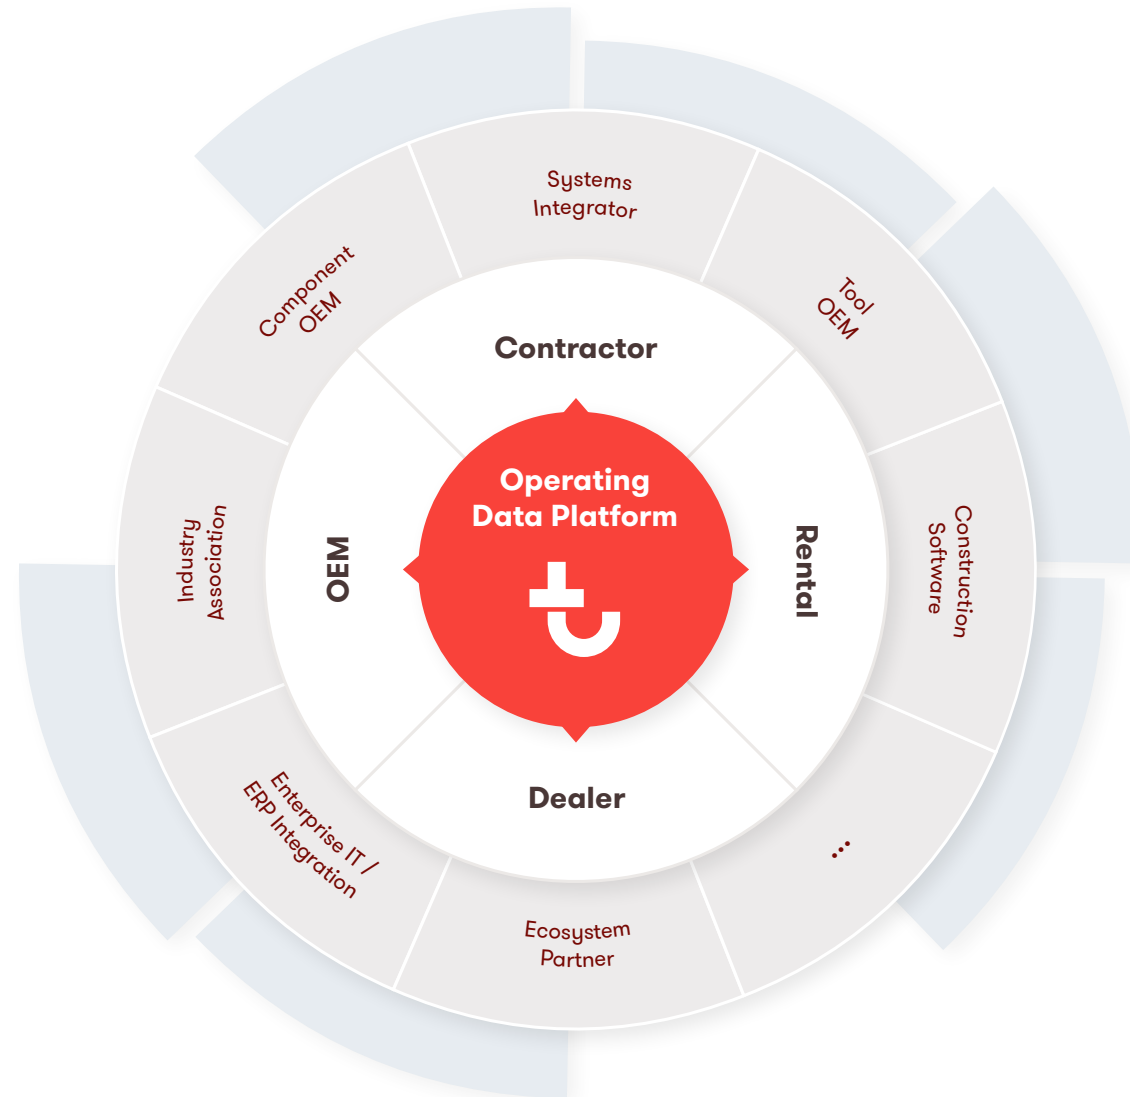 Systems
Integrator
Component
OEM
Tool
OEM
Contractor
Operating
Data Platform
Industry
Association
OEM
Rental
Construction
Software
Dealer
Enterprise IT /
ERP Integration
...
Ecosystem
Partner